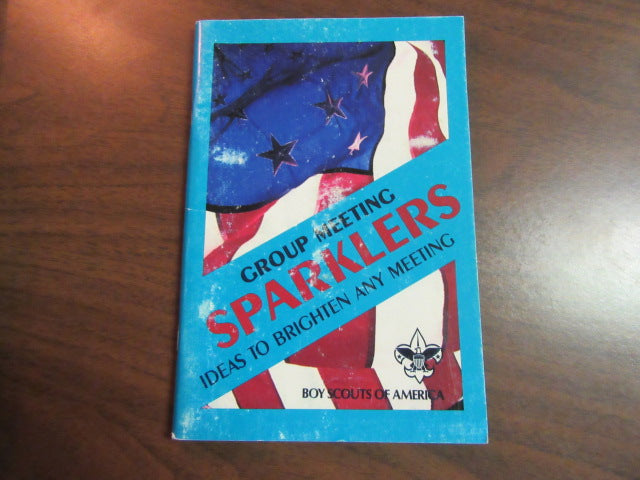 GROUP MEETING
SPARKLERS
IDEAS TO BRIGHTEN ANY MEETING
BOY SCOUTS OF AMERICA